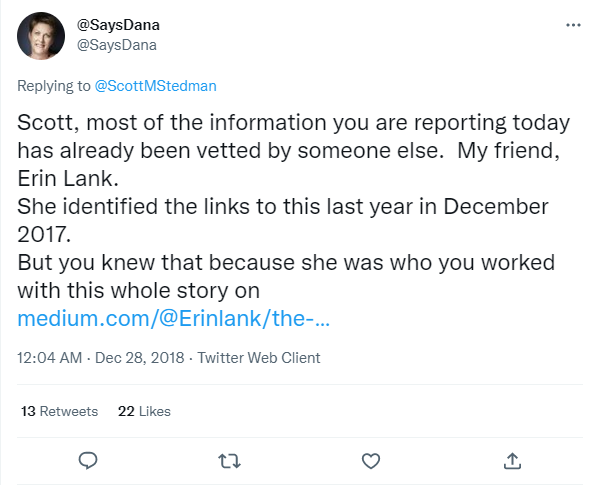 @SaysDana
@SaysDana
Replying to @ScottMStedman
Scott, most of the information you are reporting today
has already been vetted by someone else.  My friend,
Erin Lank.
She identified the links to this last year in December
2017.
But you knew that because she was who you worked
with this whole story on
medium.com/@Erinlank/the-...
12:04 AM · Dec 28, 2018 · Twitter Web Client
13 Retweets 22 Likes